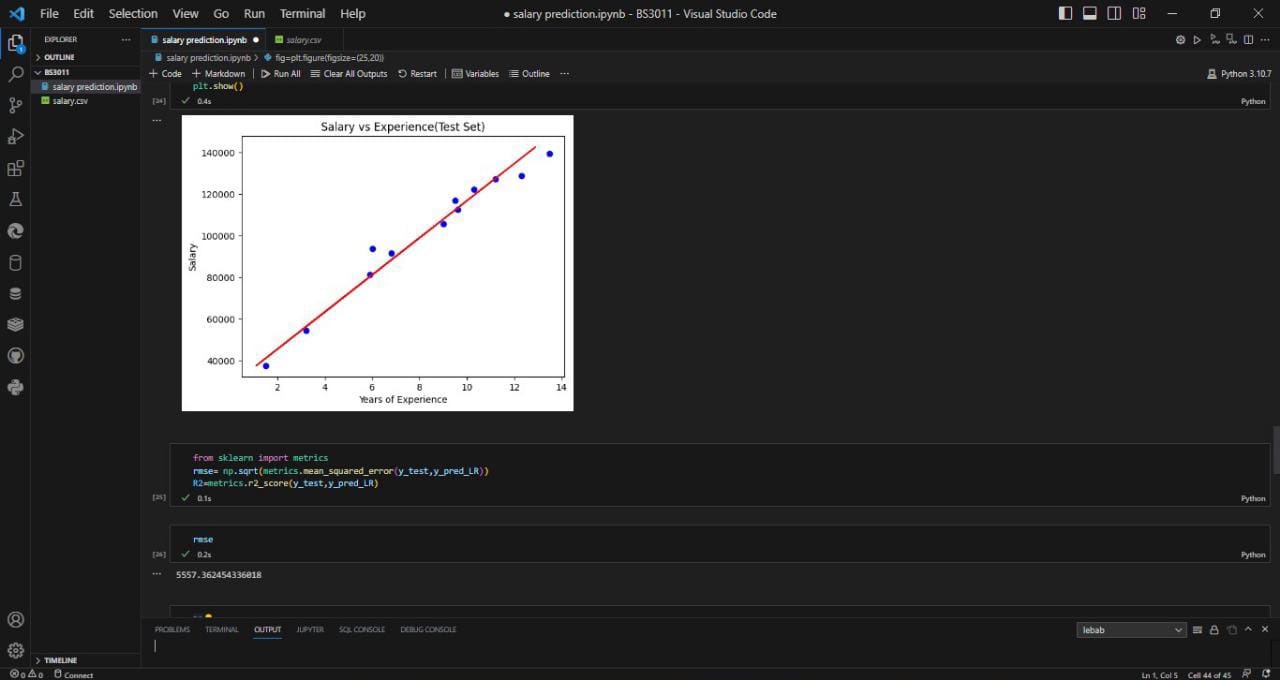 File Edit Selection View Go Run Terminal Help
● salary prediction.ipynb - BS3011 - Visual Studio Code
EXPLORER
OUTLINE
BS3011
salary prediction.ipynb
salary.csv
TIMELINE
salary prediction.ipynb ● salary.csv
salary prediction.ipynb > fig=plt.figure(figsize=(25,20))
+ Code + Markdown | Run All Clear All Outputs Restart | Variables Outline ...
Python 3.10.7
plt.show()
[24] ✓ 0.4s Python
Salary vs Experience(Test Set)
140000
120000
100000
80000
60000
40000
Salary
2 4 6 8 10 12 14
Years of Experience
from sklearn import metrics
rmse= np.sqrt(metrics.mean_squared_error(y_test,y_pred_LR))
R2=metrics.r2_score(y_test,y_pred_LR)
[25] ✓ 0.1s Python
rmse
[26] ✓ 0.2s Python
5557.362454336018
PROBLEMS TERMINAL OUTPUT JUPYTER SQL CONSOLE DEBUG CONSOLE
lebab
0 0 Connect
Ln 1, Col 5 Cell 44 of 45